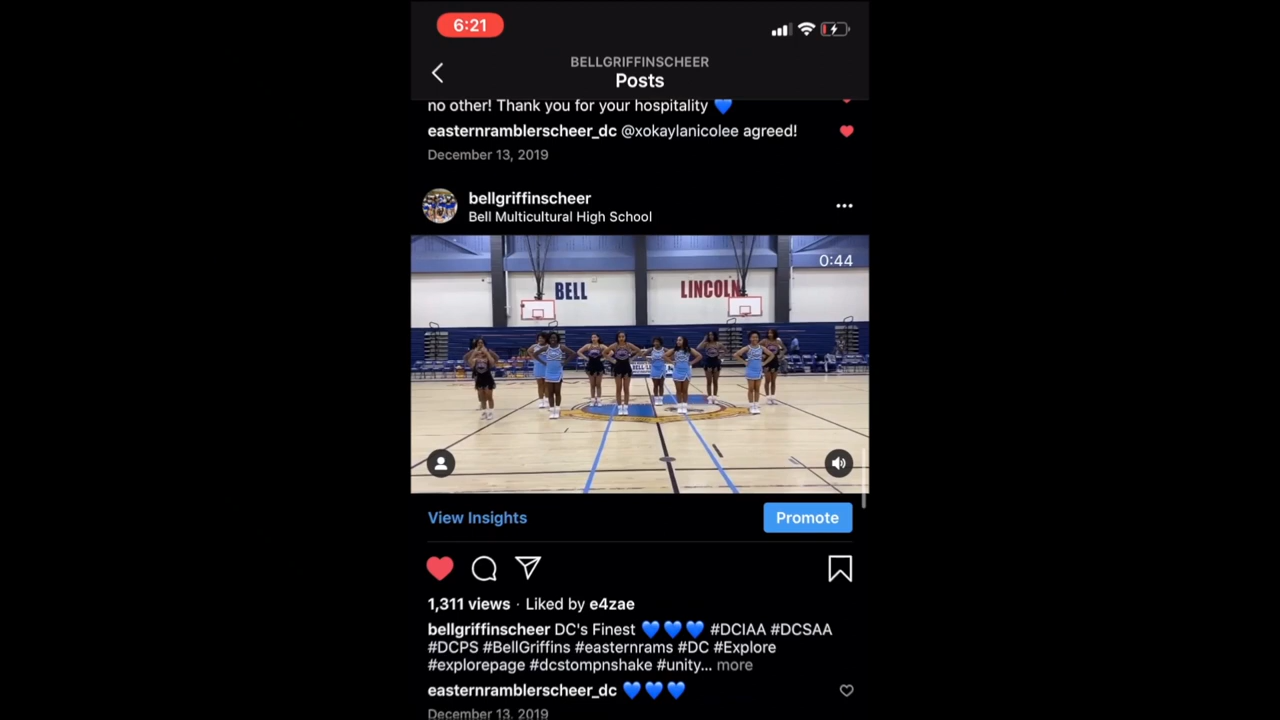 6:21
BELLGRIFFINSCHEER
Posts
no other! Thank you for your hospitality 💙
easternramblerscheer_dc @xokaylanicolee agreed!
December 13, 2019
bellgriffinscheer
Bell Multicultural High School
0:44
BELL
LINCOLN
View Insights
Promote
1,311 views · Liked by e4zae
bellgriffinscheer DC's Finest 💙💙💙 #DCIAA #DCSAA
#DCPS #BellGriffins #easternrams #DC #Explore
#explorepage #dcstompnshake #unity... more
easternramblerscheer_dc 💙💙💙
December 13, 2019